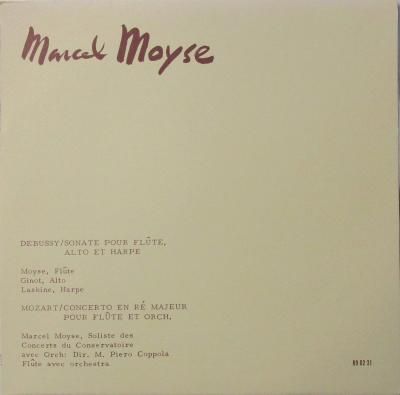 Marcel Moyse
DEBUSSY/SONATE POUR FLÛTE,
ALTO ET HARPE
Moyse, Flûte
Ginot, Alto
Laskine, Harpe
MOZART/CONCERTO EN RÉ MAJEUR
POUR FLÛTE ET ORCH.
Marcel Moyse, Soliste des
Concerts du Conservatoire
avec Orch: Dir. M. Piero Coppola
Flûte avec orchestra